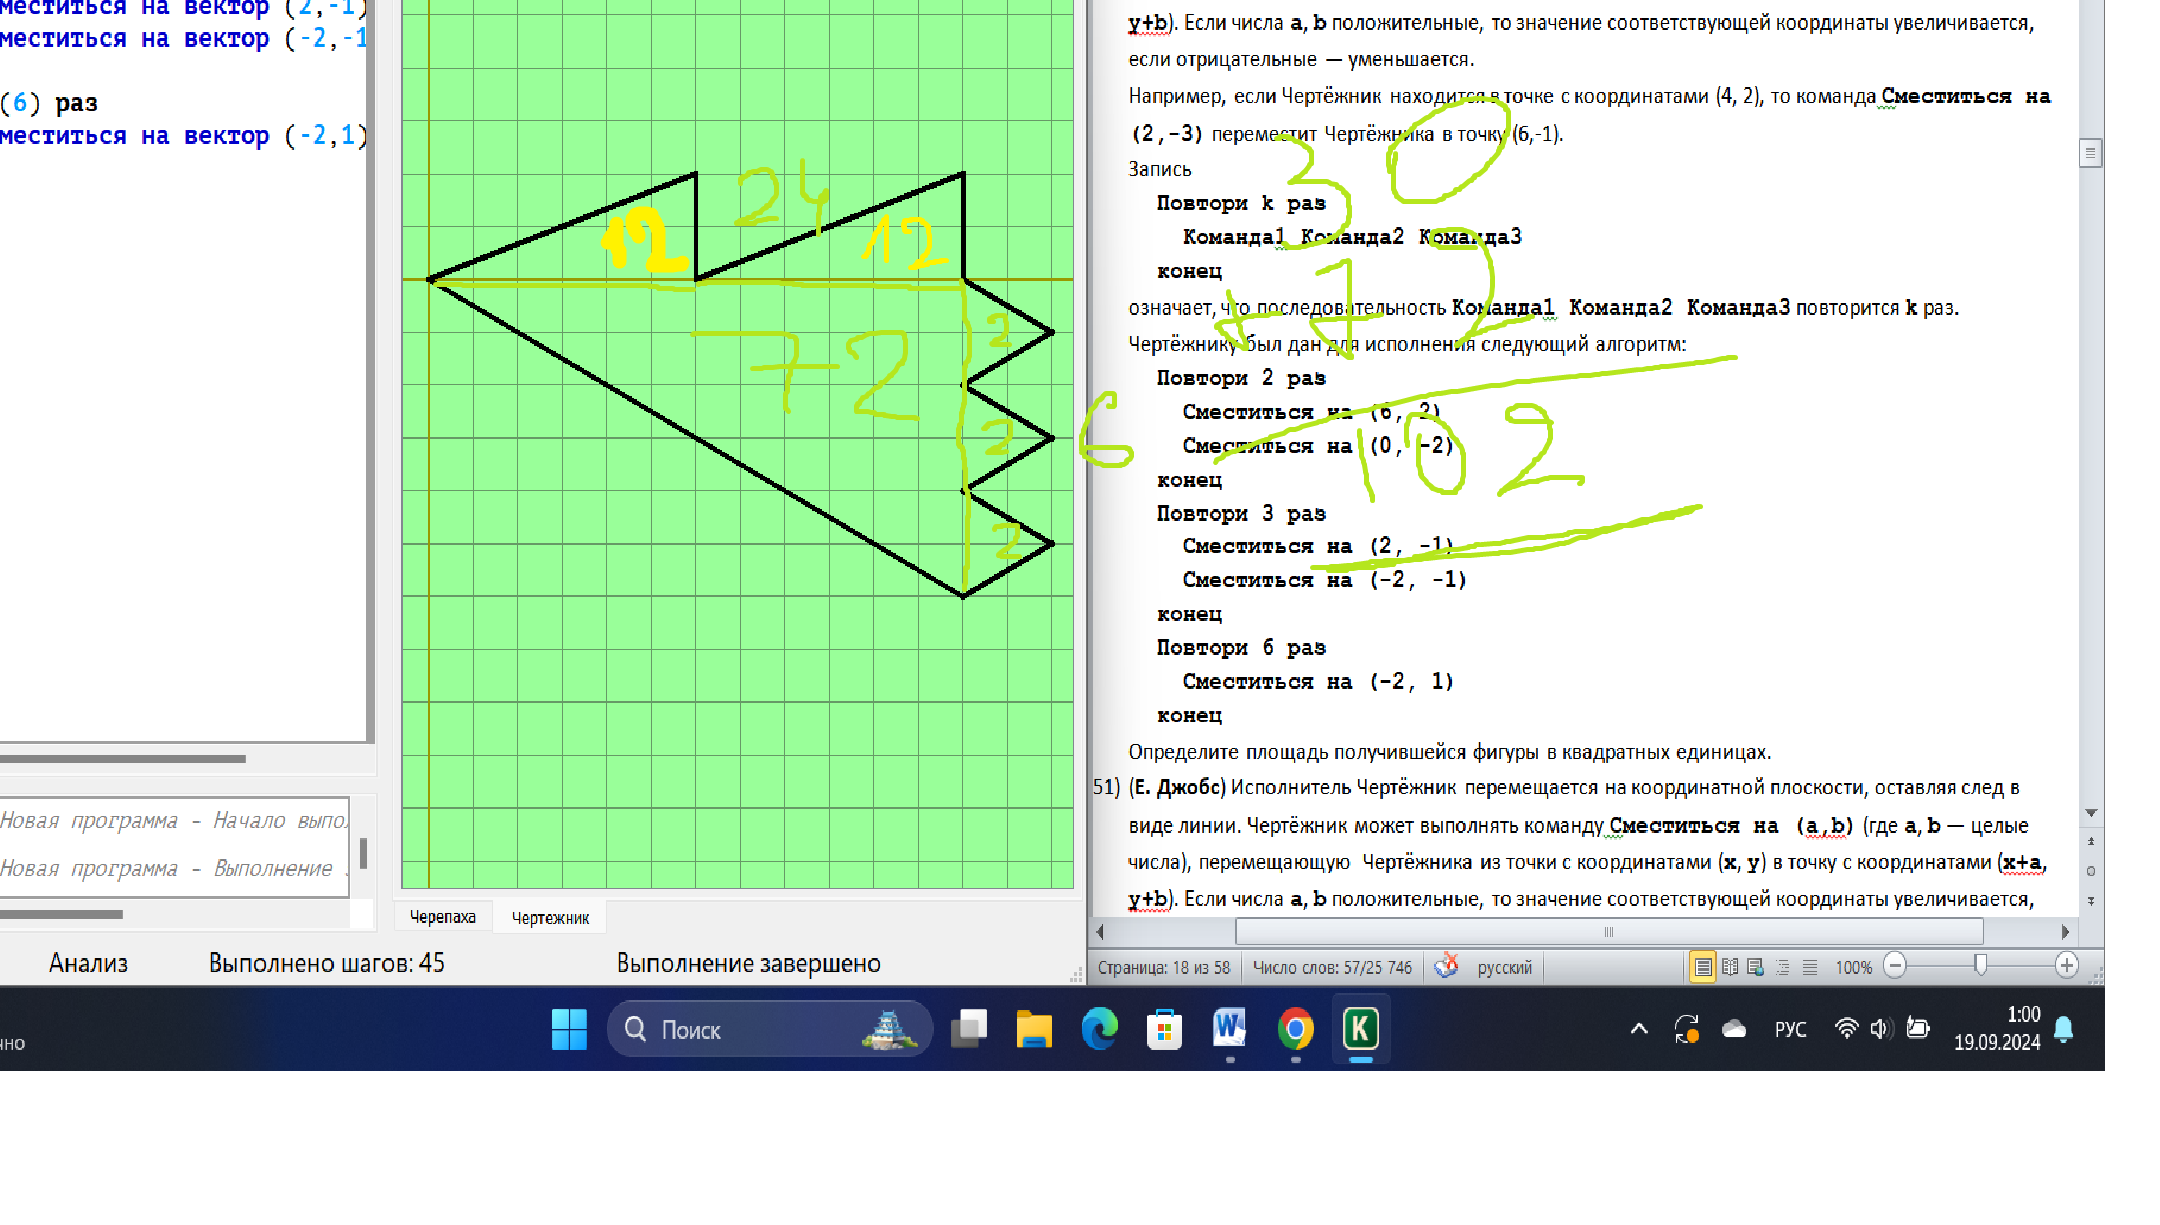 меститься на вектор (2,-1)
меститься на вектор (-2,-1
(6) раз
меститься на вектор (-2,1)
Новая программа - Начало выпо
Новая программа - Выполнение
24
12
12
72
2
2
2
6
Черепаха
Чертежник
Анализ
Выполнено шагов: 45
Выполнение завершено
y+b). Если числа a, b положительные, то значение соответствующей координаты увеличивается,
если отрицательные — уменьшается.
Например, если Чертёжник находится в точке с координатами (4, 2), то команда Сместиться на
(2,-3) переместит Чертёжника в точку (6,-1).
Запись
Повтори k раз
Команда1 Команда2 Команда3
конец
означает, что последовательность Команда1 Команда2 Команда3 повторится k раз.
Чертёжнику был дан для исполнения следующий алгоритм:
Повтори 2 раз
Сместиться на (6, 2)
Сместиться на (0, -2)
конец
Повтори 3 раз
Сместиться на (2, -1)
Сместиться на (-2, -1)
конец
Повтори 6 раз
Сместиться на (-2, 1)
конец
Определите площадь получившейся фигуры в квадратных единицах.
51) (Е. Джобс) Исполнитель Чертёжник перемещается на координатной плоскости, оставляя след в
виде линии. Чертёжник может выполнять команду Сместиться на (a,b) (где a, b — целые
числа), перемещающую Чертёжника из точки с координатами (x, y) в точку с координатами (x+a,
y+b). Если числа a, b положительные, то значение соответствующей координаты увеличивается,
30
+72
102
Страница: 18 из 58
Число слов: 57/25 746
русский
100%
чно
Поиск
W
K
РУС
1:00
19.09.2024